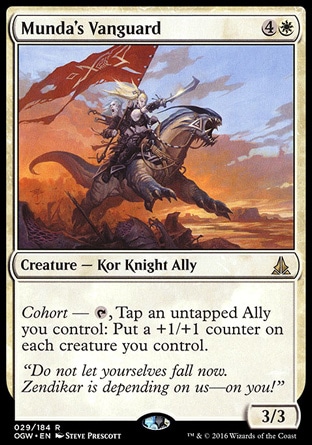 Munda's Vanguard 4
Creature — Kor Knight Ally
Cohort — , Tap an untapped Ally
you control: Put a +1/+1 counter
on each creature you control.
"Do not let yourselves fall now.
Zendikar is depending on us—on you!"
3/3
029/184 R
OGW • EN Steve Prescott
™ & © 2016 Wizards of the Coast